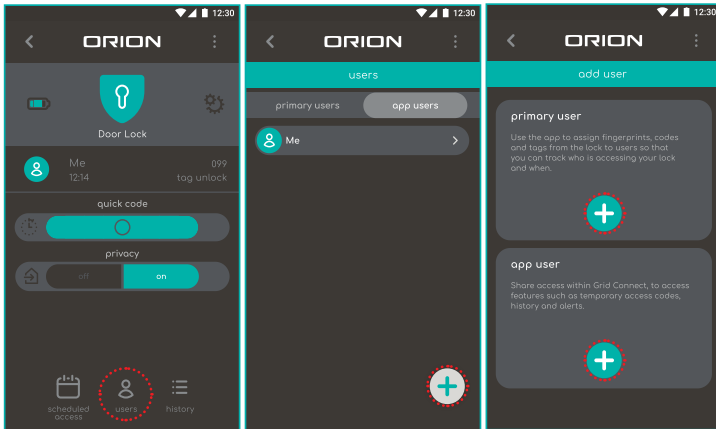 12:30
ORION
Door Lock
Me
099
12:14
tag unlock
quick code
privacy
off
on
scheduled
access
users
history
12:30
ORION
users
primary users
app users
Me
12:30
ORION
add user
primary user
Use the app to assign fingerprints, codes
and tags from the lock to users so that
you can track who is accessing your lock
and when.
app user
Share access within Grid Connect, to access
features such as temporary access codes,
history and alerts.